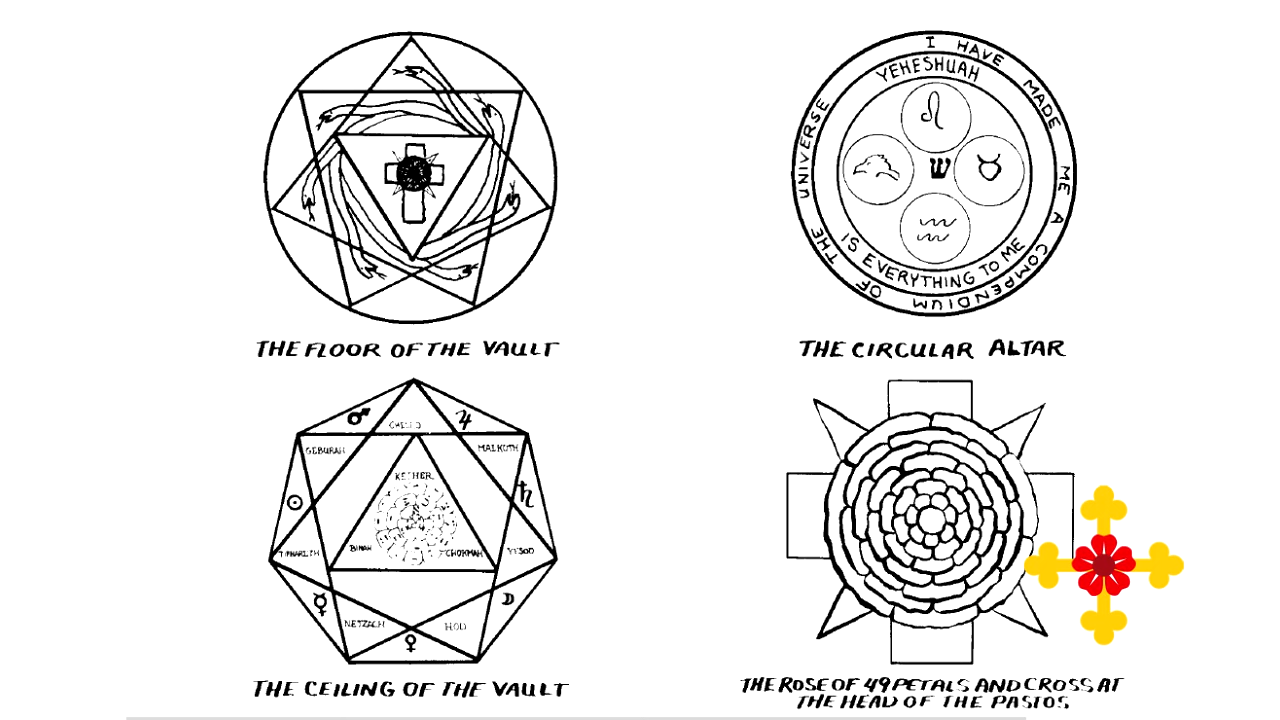 I HAVE MADE ME A COMPENDIUM OF THE UNIVERSE
YEHESHUAH
IS EVERYTHING TO ME
THE FLOOR OF THE VAULT
THE CIRCULAR ALTAR
CHESED
GEBURAH
MALKUTH
KETHER
BINAH
CHOKMAH
TIPHARETH
YESOD
NETZACH
HOD
THE CEILING OF THE VAULT
THE ROSE OF 49 PETALS AND CROSS AT
THE HEAD OF THE PASTOS.